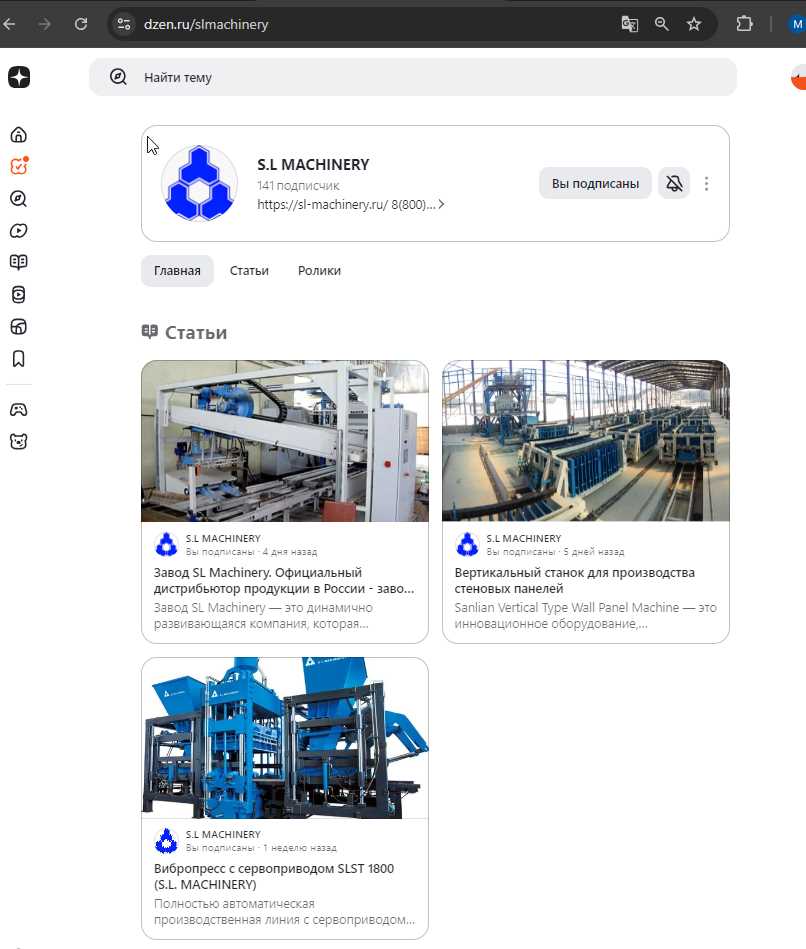 dzen.ru/slmachinery
M
Найти тему
S.L MACHINERY
141 подписчик
https://sl-machinery.ru/ 8(800)...
Вы подписаны
Главная
Статьи
Ролики
Статьи
S.L MACHINERY
Вы подписаны · 4 дня назад
Завод SL Machinery. Официальный
дистрибьютор продукции в России - заво...
Завод SL Machinery — это динамично
развивающаяся компания, которая...
S.L MACHINERY
Вы подписаны · 5 дней назад
Вертикальный станок для производства
стеновых панелей
Sanlian Vertical Type Wall Panel Machine — это
инновационное оборудование,...
S.L. MACHINERY
S.L MACHINERY
Вы подписаны · 1 неделю назад
Вибропресс с сервоприводом SLST 1800
(S.L. MACHINERY)
Полностью автоматическая
производственная линия с сервоприводом...